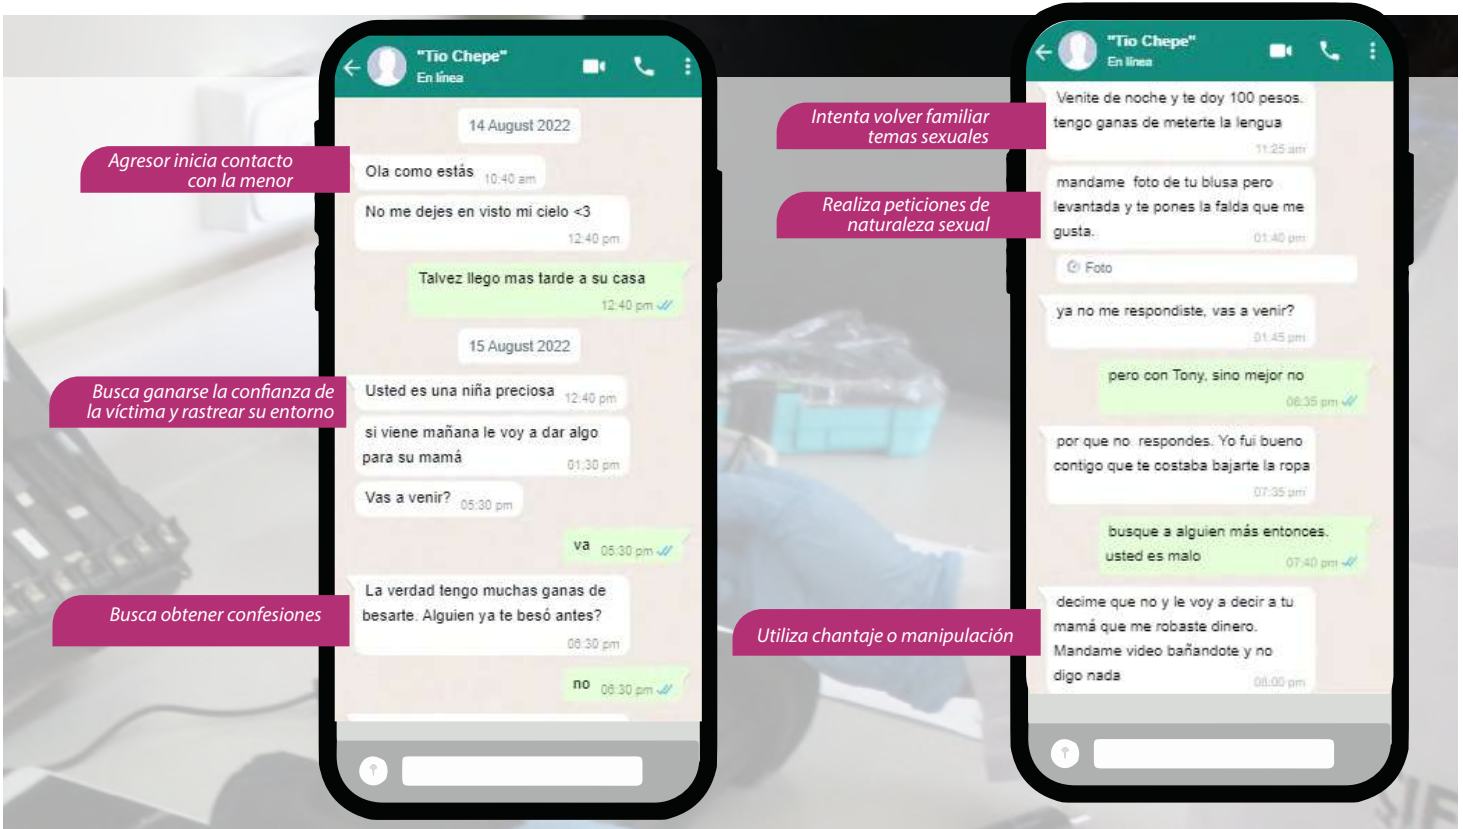 "Tio Chepe"
En línea
14 August 2022
Agresor inicia contacto
con la menor
Ola como estás 10:40 am
No me dejes en visto mi cielo <3
12:40 pm
Talvez llego mas tarde a su casa
12:40 pm
15 August 2022
Busca ganarse la confianza de
la víctima y rastrear su entorno
Usted es una niña preciosa 12:40 pm
si viene mañana le voy a dar algo
para su mamá 01:30 pm
Vas a venir? 05:30 pm
va 05:30 pm
Busca obtener confesiones
La verdad tengo muchas ganas de
besarte. Alguien ya te besó antes?
06:30 pm
no 06:30 pm
"Tio Chepe"
En línea
Intenta volver familiar
temas sexuales
Venite de noche y te doy 100 pesos.
tengo ganas de meterte la lengua
11:25 am
Realiza peticiones de
naturaleza sexual
mandame foto de tu blusa pero
levantada y te pones la falda que me
gusta. 01:40 pm
Foto
ya no me respondiste, vas a venir?
01:45 pm
pero con Tony, sino mejor no
06:35 pm
por que no respondes. Yo fui bueno
contigo que te costaba bajarte la ropa
07:35 pm
busque a alguien más entonces.
usted es malo 07:40 pm
Utiliza chantaje o manipulación
decime que no y le voy a decir a tu
mamá que me robaste dinero.
Mandame video bañandote y no
digo nada 08:00 pm